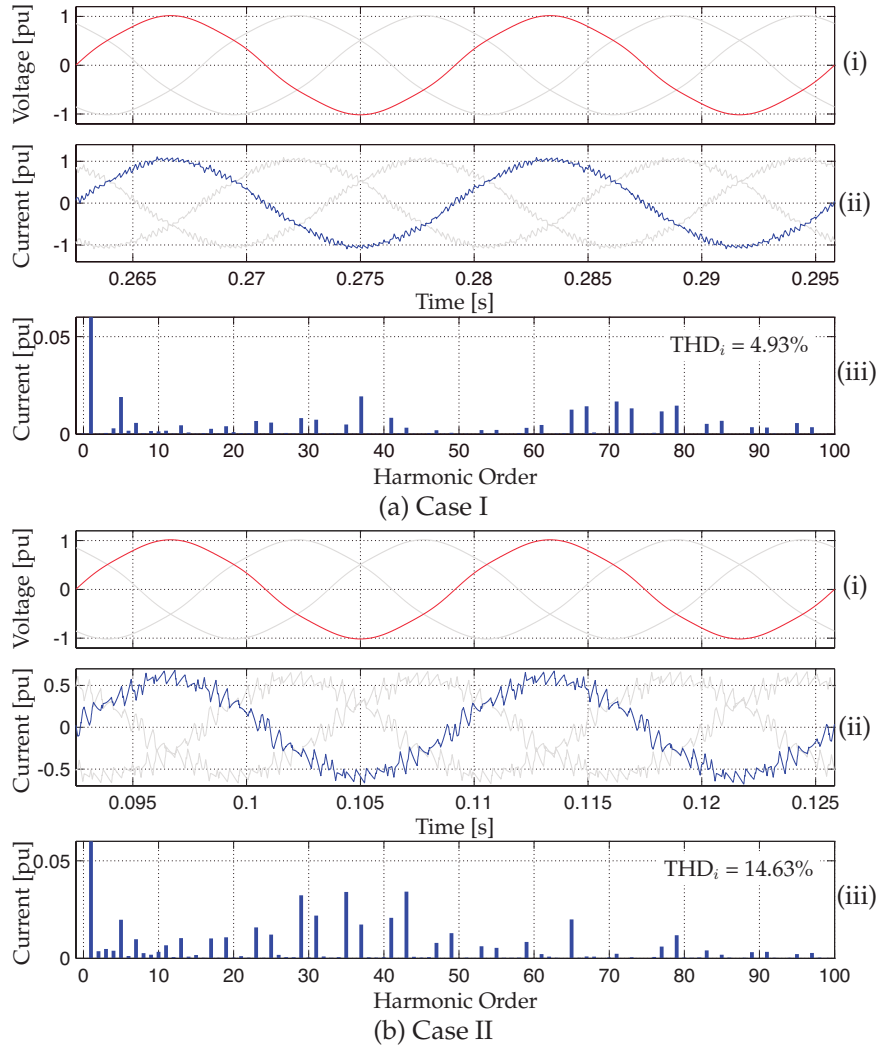 Voltage [pu]
1
0
-1
(i)
Current [pu]
1
0
-1
(ii)
0.265 0.27 0.275 0.28 0.285 0.29 0.295
Time [s]
Current [pu]
0.05
0
THDi = 4.93%
(iii)
0 10 20 30 40 50 60 70 80 90 100
Harmonic Order
(a) Case I
Voltage [pu]
1
0
-1
(i)
Current [pu]
0.5
0
-0.5
(ii)
0.095 0.1 0.105 0.11 0.115 0.12 0.125
Time [s]
Current [pu]
0.05
0
THDi = 14.63%
(iii)
0 10 20 30 40 50 60 70 80 90 100
Harmonic Order
(b) Case II